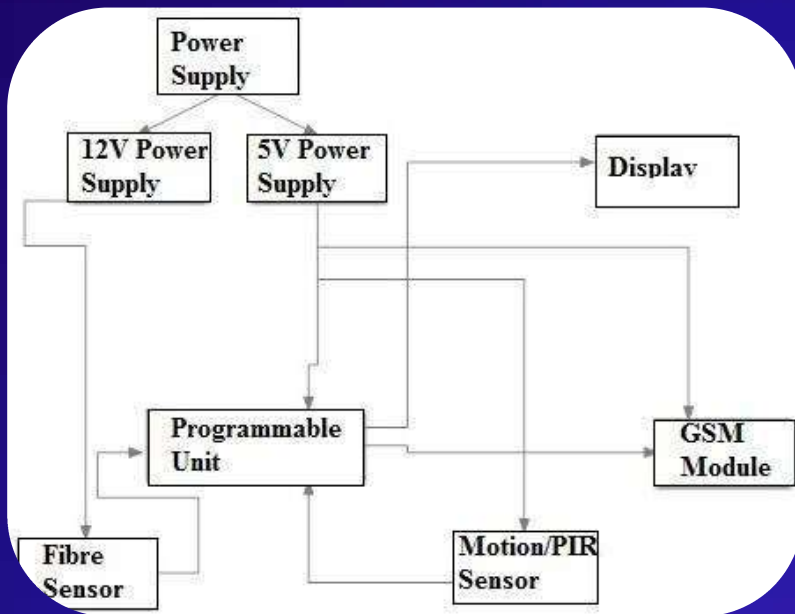 Power
Supply
12V Power
Supply
5V Power
Supply
Display
Programmable
Unit
GSM
Module
Fibre
Sensor
Motion/PIR
Sensor